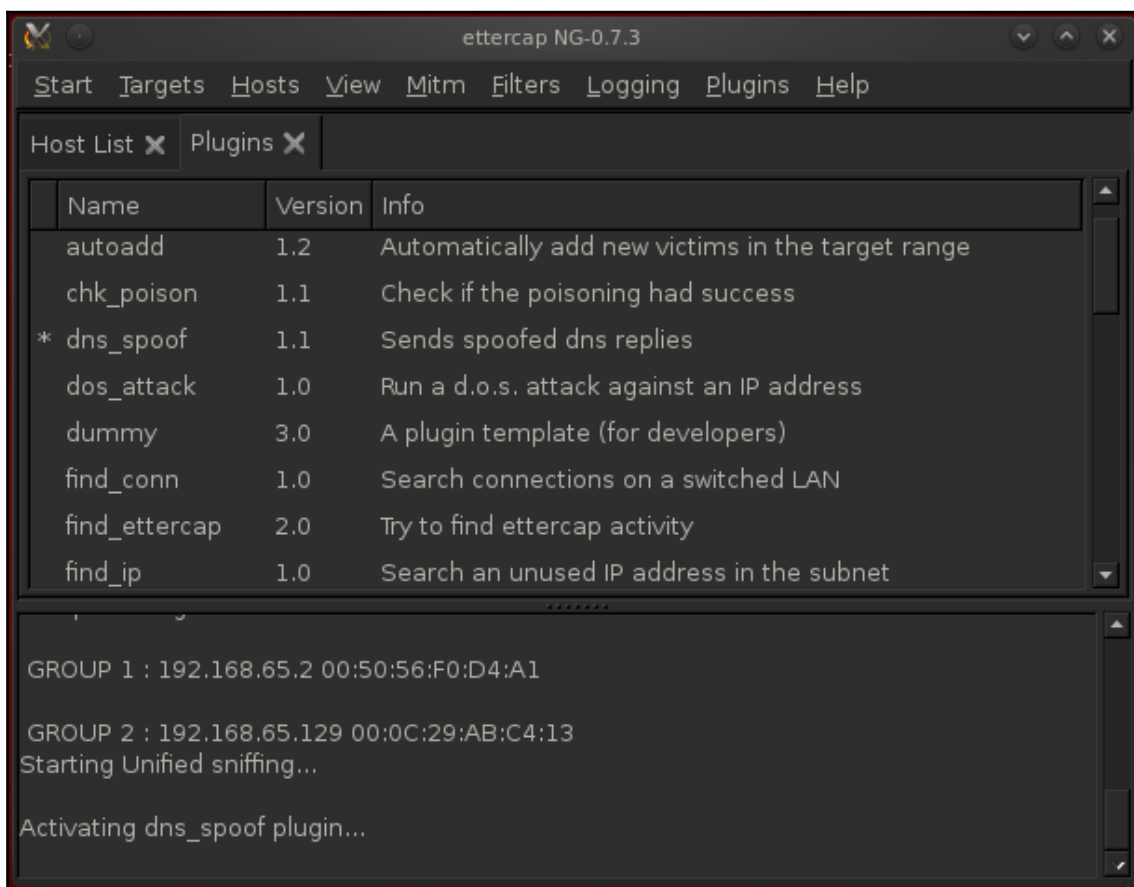 ettercap NG-0.7.3
Start Targets Hosts View Mitm Filters Logging Plugins Help
Host List Plugins
Name Version Info
autoadd 1.2 Automatically add new victims in the target range
chk_poison 1.1 Check if the poisoning had success
* dns_spoof 1.1 Sends spoofed dns replies
dos_attack 1.0 Run a d.o.s. attack against an IP address
dummy 3.0 A plugin template (for developers)
find_conn 1.0 Search connections on a switched LAN
find_ettercap 2.0 Try to find ettercap activity
find_ip 1.0 Search an unused IP address in the subnet
GROUP 1 : 192.168.65.2 00:50:56:F0:D4:A1
GROUP 2 : 192.168.65.129 00:0C:29:AB:C4:13
Starting Unified sniffing...
Activating dns_spoof plugin...